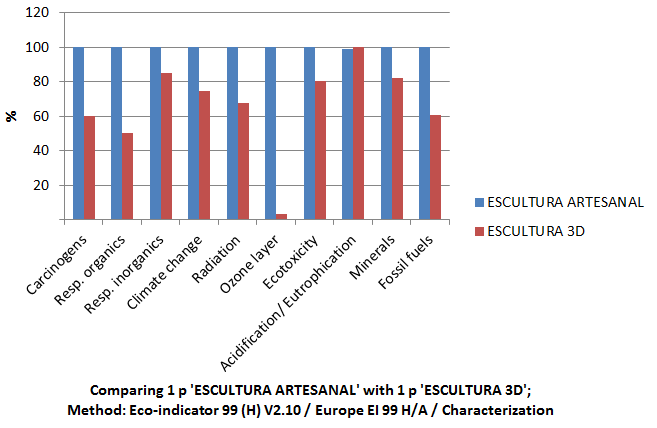 120
100
80
60
40
20
%
Carcinogens
Resp. organics
Resp. inorganics
Climate change
Radiation
Ozone layer
Ecotoxicity
Acidification/ Eutrophication
Minerals
Fossil fuels
ESCULTURA ARTESANAL
ESCULTURA 3D
Comparing 1 p 'ESCULTURA ARTESANAL' with 1 p 'ESCULTURA 3D';
Method: Eco-indicator 99 (H) V2.10 / Europe EI 99 H/A / Characterization